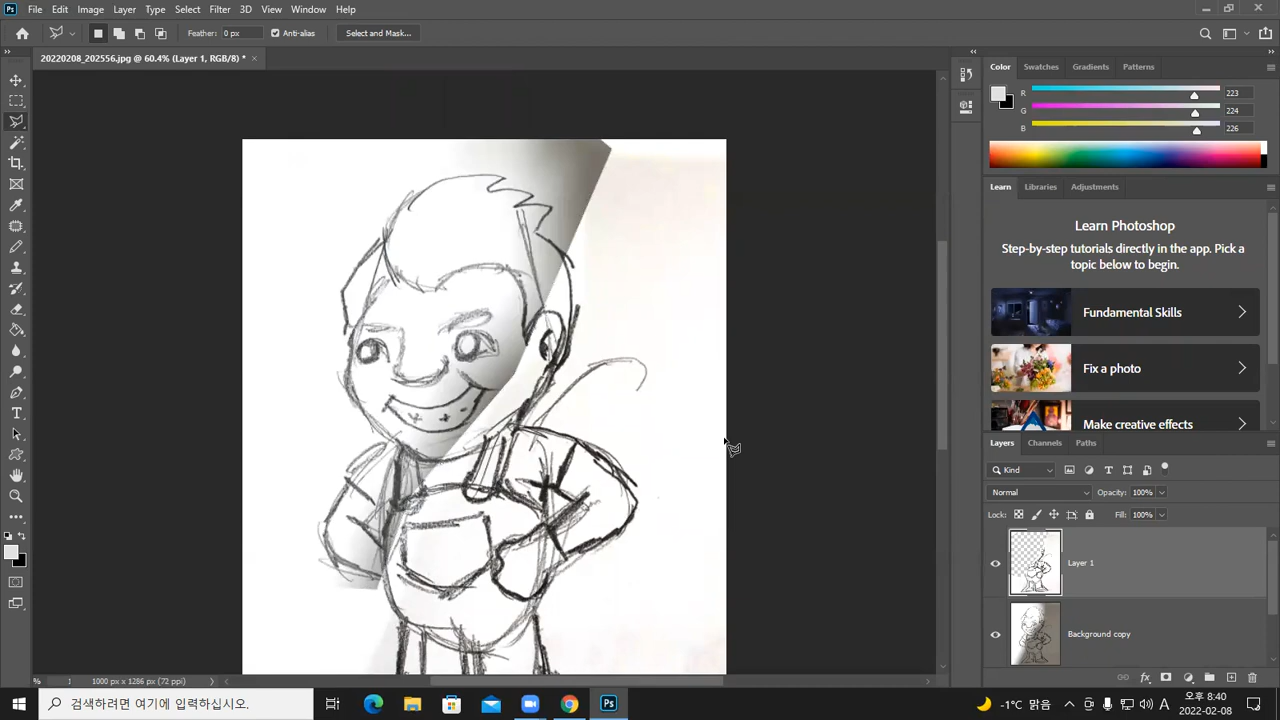 Ps File Edit Image Layer Type Select Filter 3D View Window Help
Feather: 0 px Anti-alias Select and Mask...
20220208_202556.jpg @ 60.4% (Layer 1, RGB/8) *
Color Swatches Gradients Patterns
R 223
G 224
B 226
Learn Libraries Adjustments
Learn Photoshop
Step-by-step tutorials directly in the app. Pick a
topic below to begin.
Fundamental Skills
Fix a photo
Make creative effects
Layers Channels Paths
Kind
Normal Opacity: 100%
Lock: Fill: 100%
Layer 1
Background copy
% 1000 px x 1286 px (72 ppi)
검색하려면 여기에 입력하십시오.
Ps
-1°C 맑음 A 오후 8:40
2022-02-08